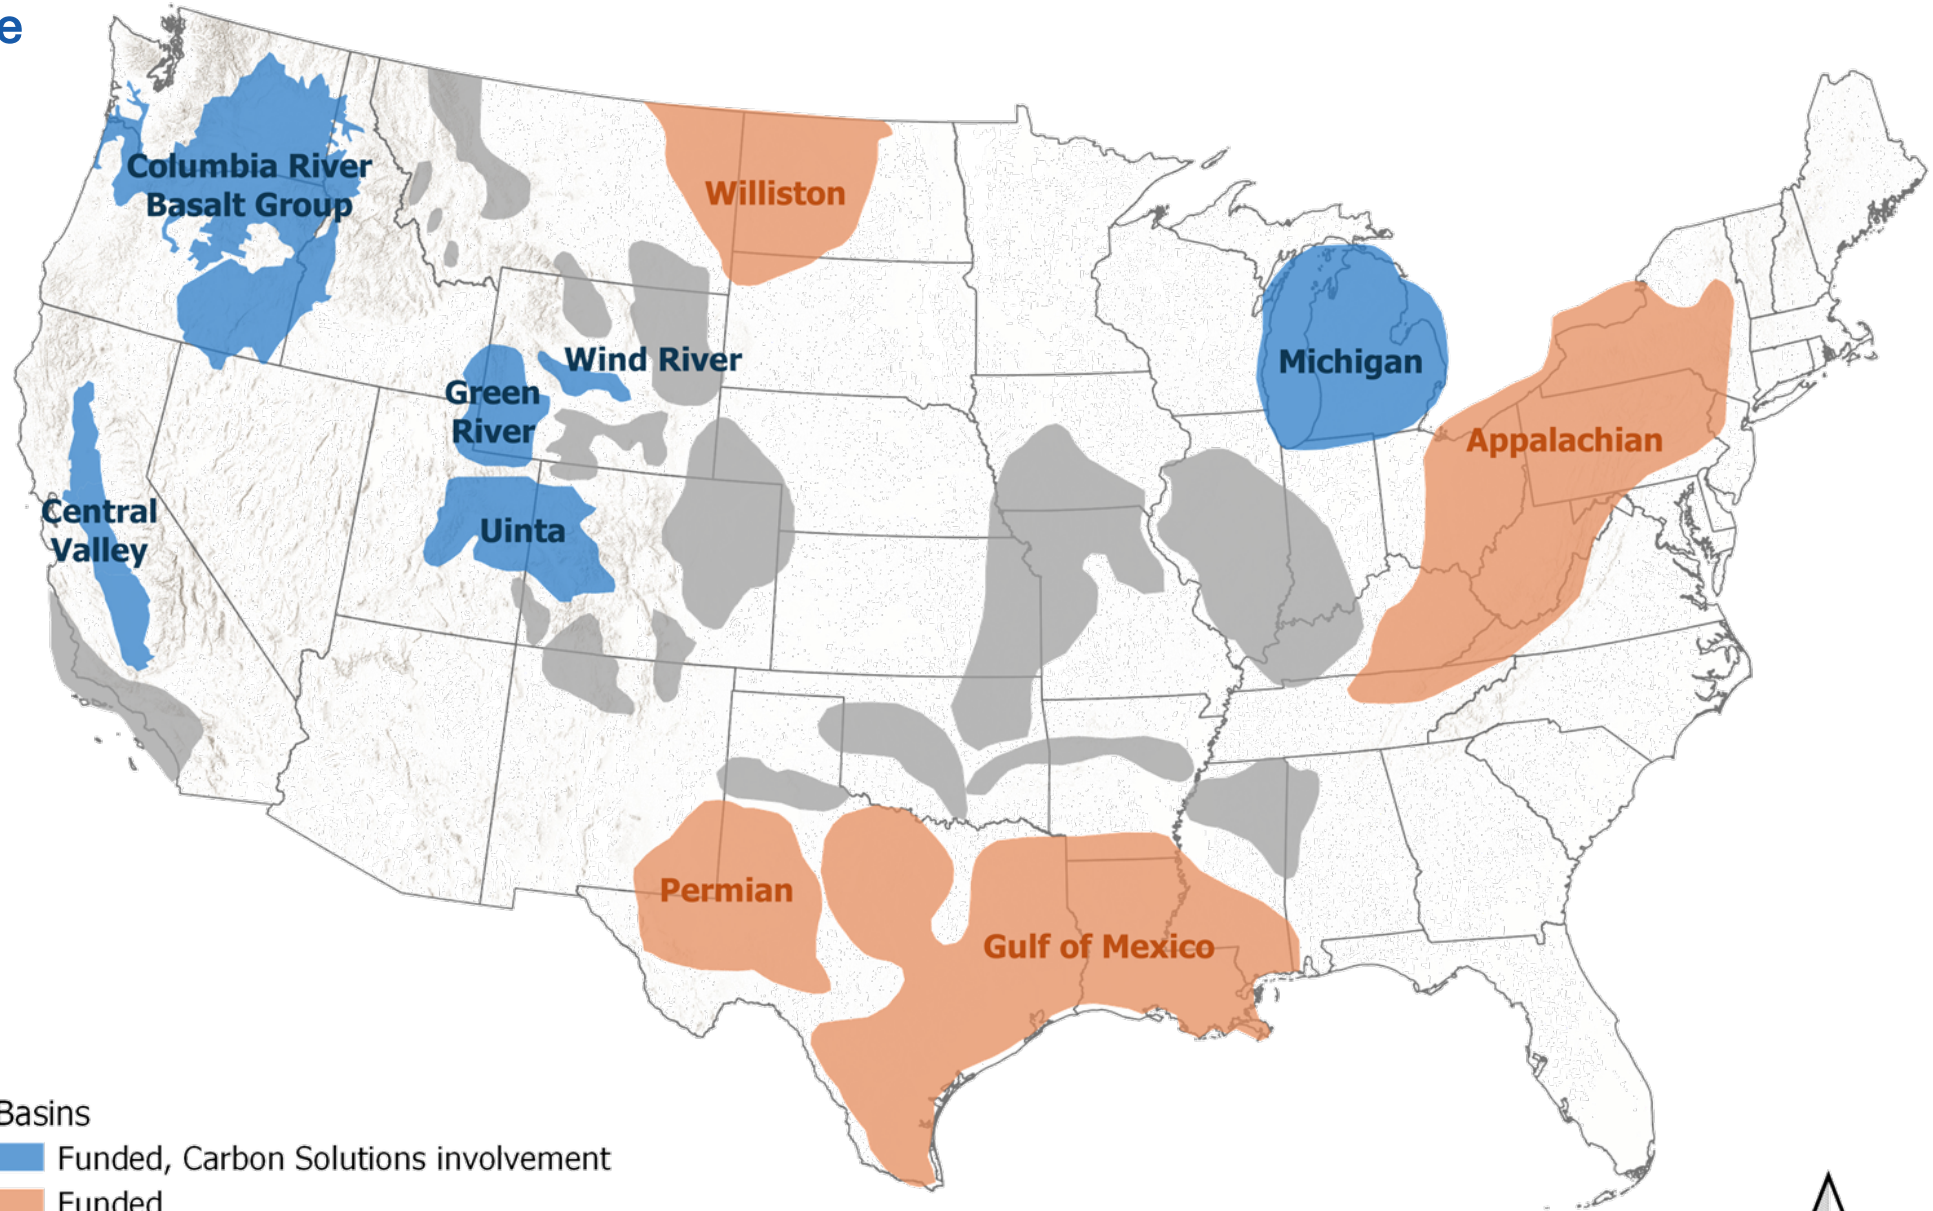 e
Columbia River
Basalt Group
Williston
Wind River
Green
River
Michigan
Appalachian
Central
Valley
Uinta
Permian
Gulf of Mexico
Basins
Funded, Carbon Solutions involvement
Funded